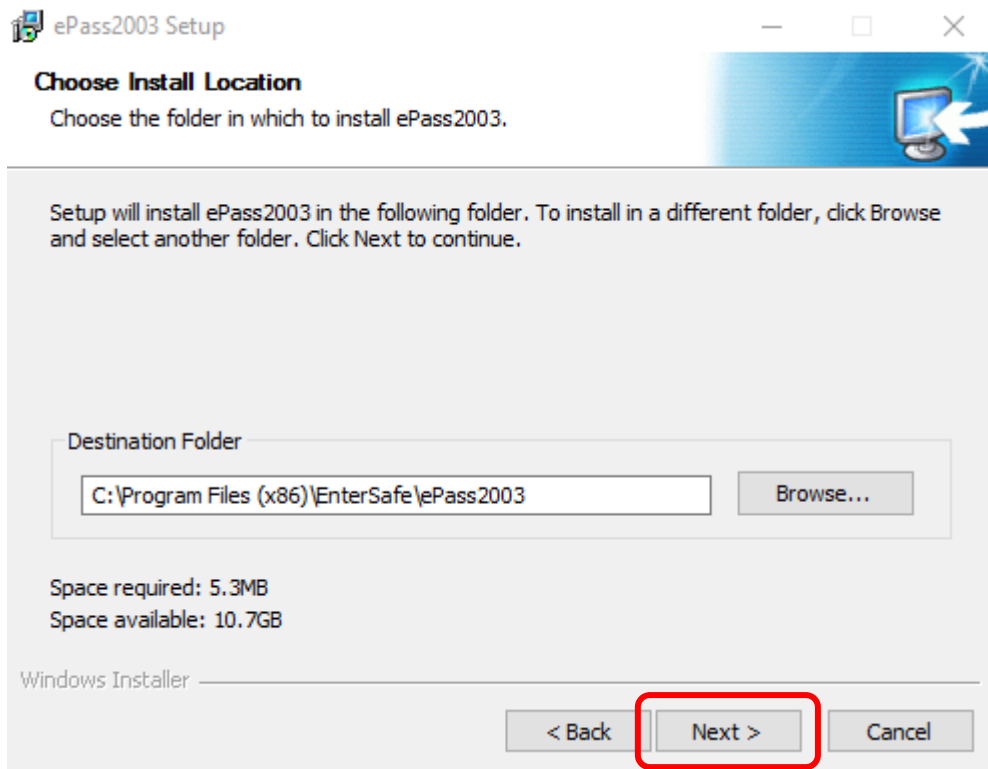 ePass2003 Setup
Choose Install Location
Choose the folder in which to install ePass2003.
Setup will install ePass2003 in the following folder. To install in a different folder, click Browse
and select another folder. Click Next to continue.
Destination Folder
C:\Program Files (x86)\EnterSafe\ePass2003
Browse...
Space required: 5.3MB
Space available: 10.7GB
Windows Installer
< Back
Next >
Cancel